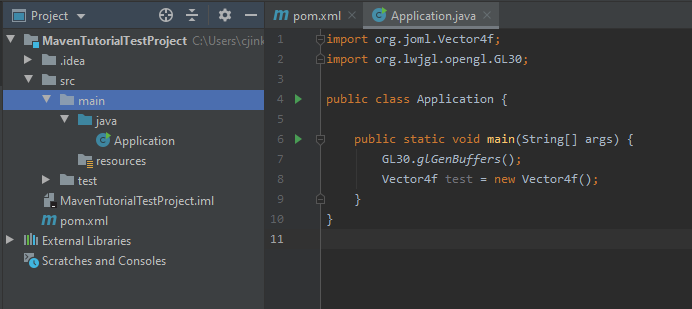 Project
MavenTutorialTestProject C:\Users\cjink
.idea
src
main
java
Application
resources
test
MavenTutorialTestProject.iml
pom.xml
External Libraries
Scratches and Consoles
pom.xml
Application.java
1 import org.joml.Vector4f;
2 import org.lwjgl.opengl.GL30;
3
4 public class Application {
5
6 public static void main(String[] args) {
7 GL30.glGenBuffers();
8 Vector4f test = new Vector4f();
9 }
10 }
11